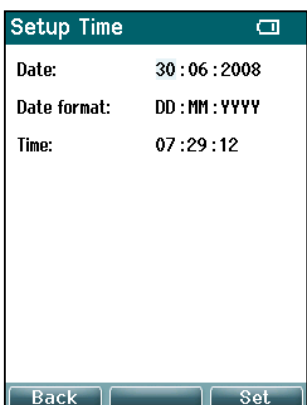 Setup Time
Date: 30 : 06 : 2008
Date format: DD : MM : YYYY
Time: 07 : 29 : 12
Back Set